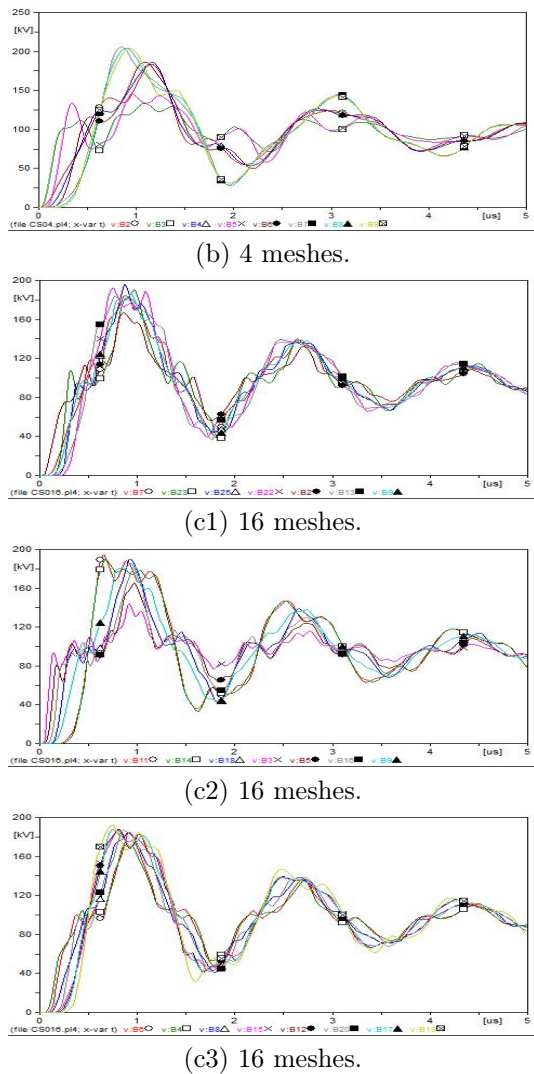 250
[kV]
200
150
100
50
0
0 1 2 3 4 [us] 5
(file CS04.pl4; x-var t) v:B2 v:B3 v:B4 v:B5 v:B6 v:B7 v:B8 v:B9
(b) 4 meshes.
200
[kV]
160
120
80
40
0
0 1 2 3 4 [us] 5
(file CS016.pl4; x-var t) v:B7 v:B23 v:B25 v:B22 v:B2 v:B13 v:B9
(c1) 16 meshes.
200
[kV]
160
120
80
40
0
0 1 2 3 4 [us] 5
(file CS016.pl4; x-var t) v:B11 v:B14 v:B18 v:B3 v:B5 v:B16 v:B9
(c2) 16 meshes.
200
[kV]
160
120
80
40
0
0 1 2 3 4 [us] 5
(file CS016.pl4; x-var t) v:B6 v:B4 v:B8 v:B15 v:B12 v:B20 v:B17 v:B19
(c3) 16 meshes.